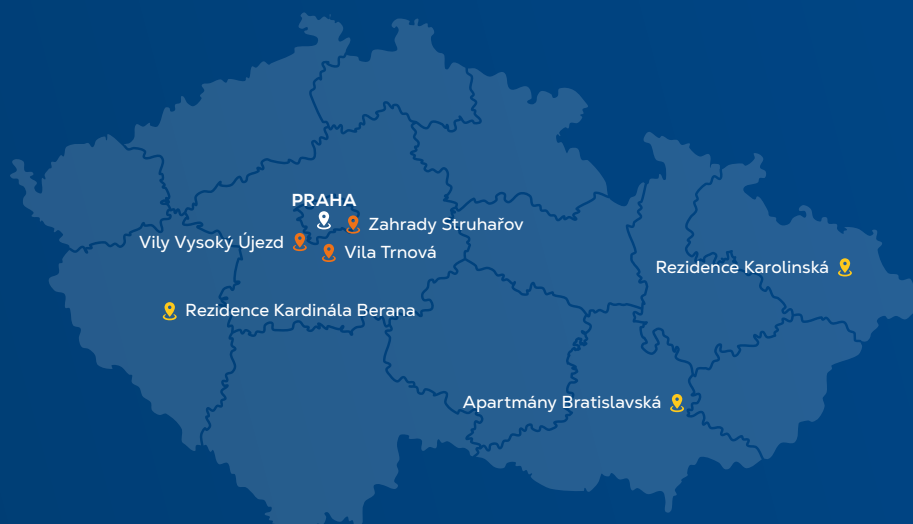 PRAHA
Zahrady Struhařov
Vily Vysoký Újezd
Vila Trnová
Rezidence Karolinská
Rezidence Kardinála Berana
Apartmány Bratislavská